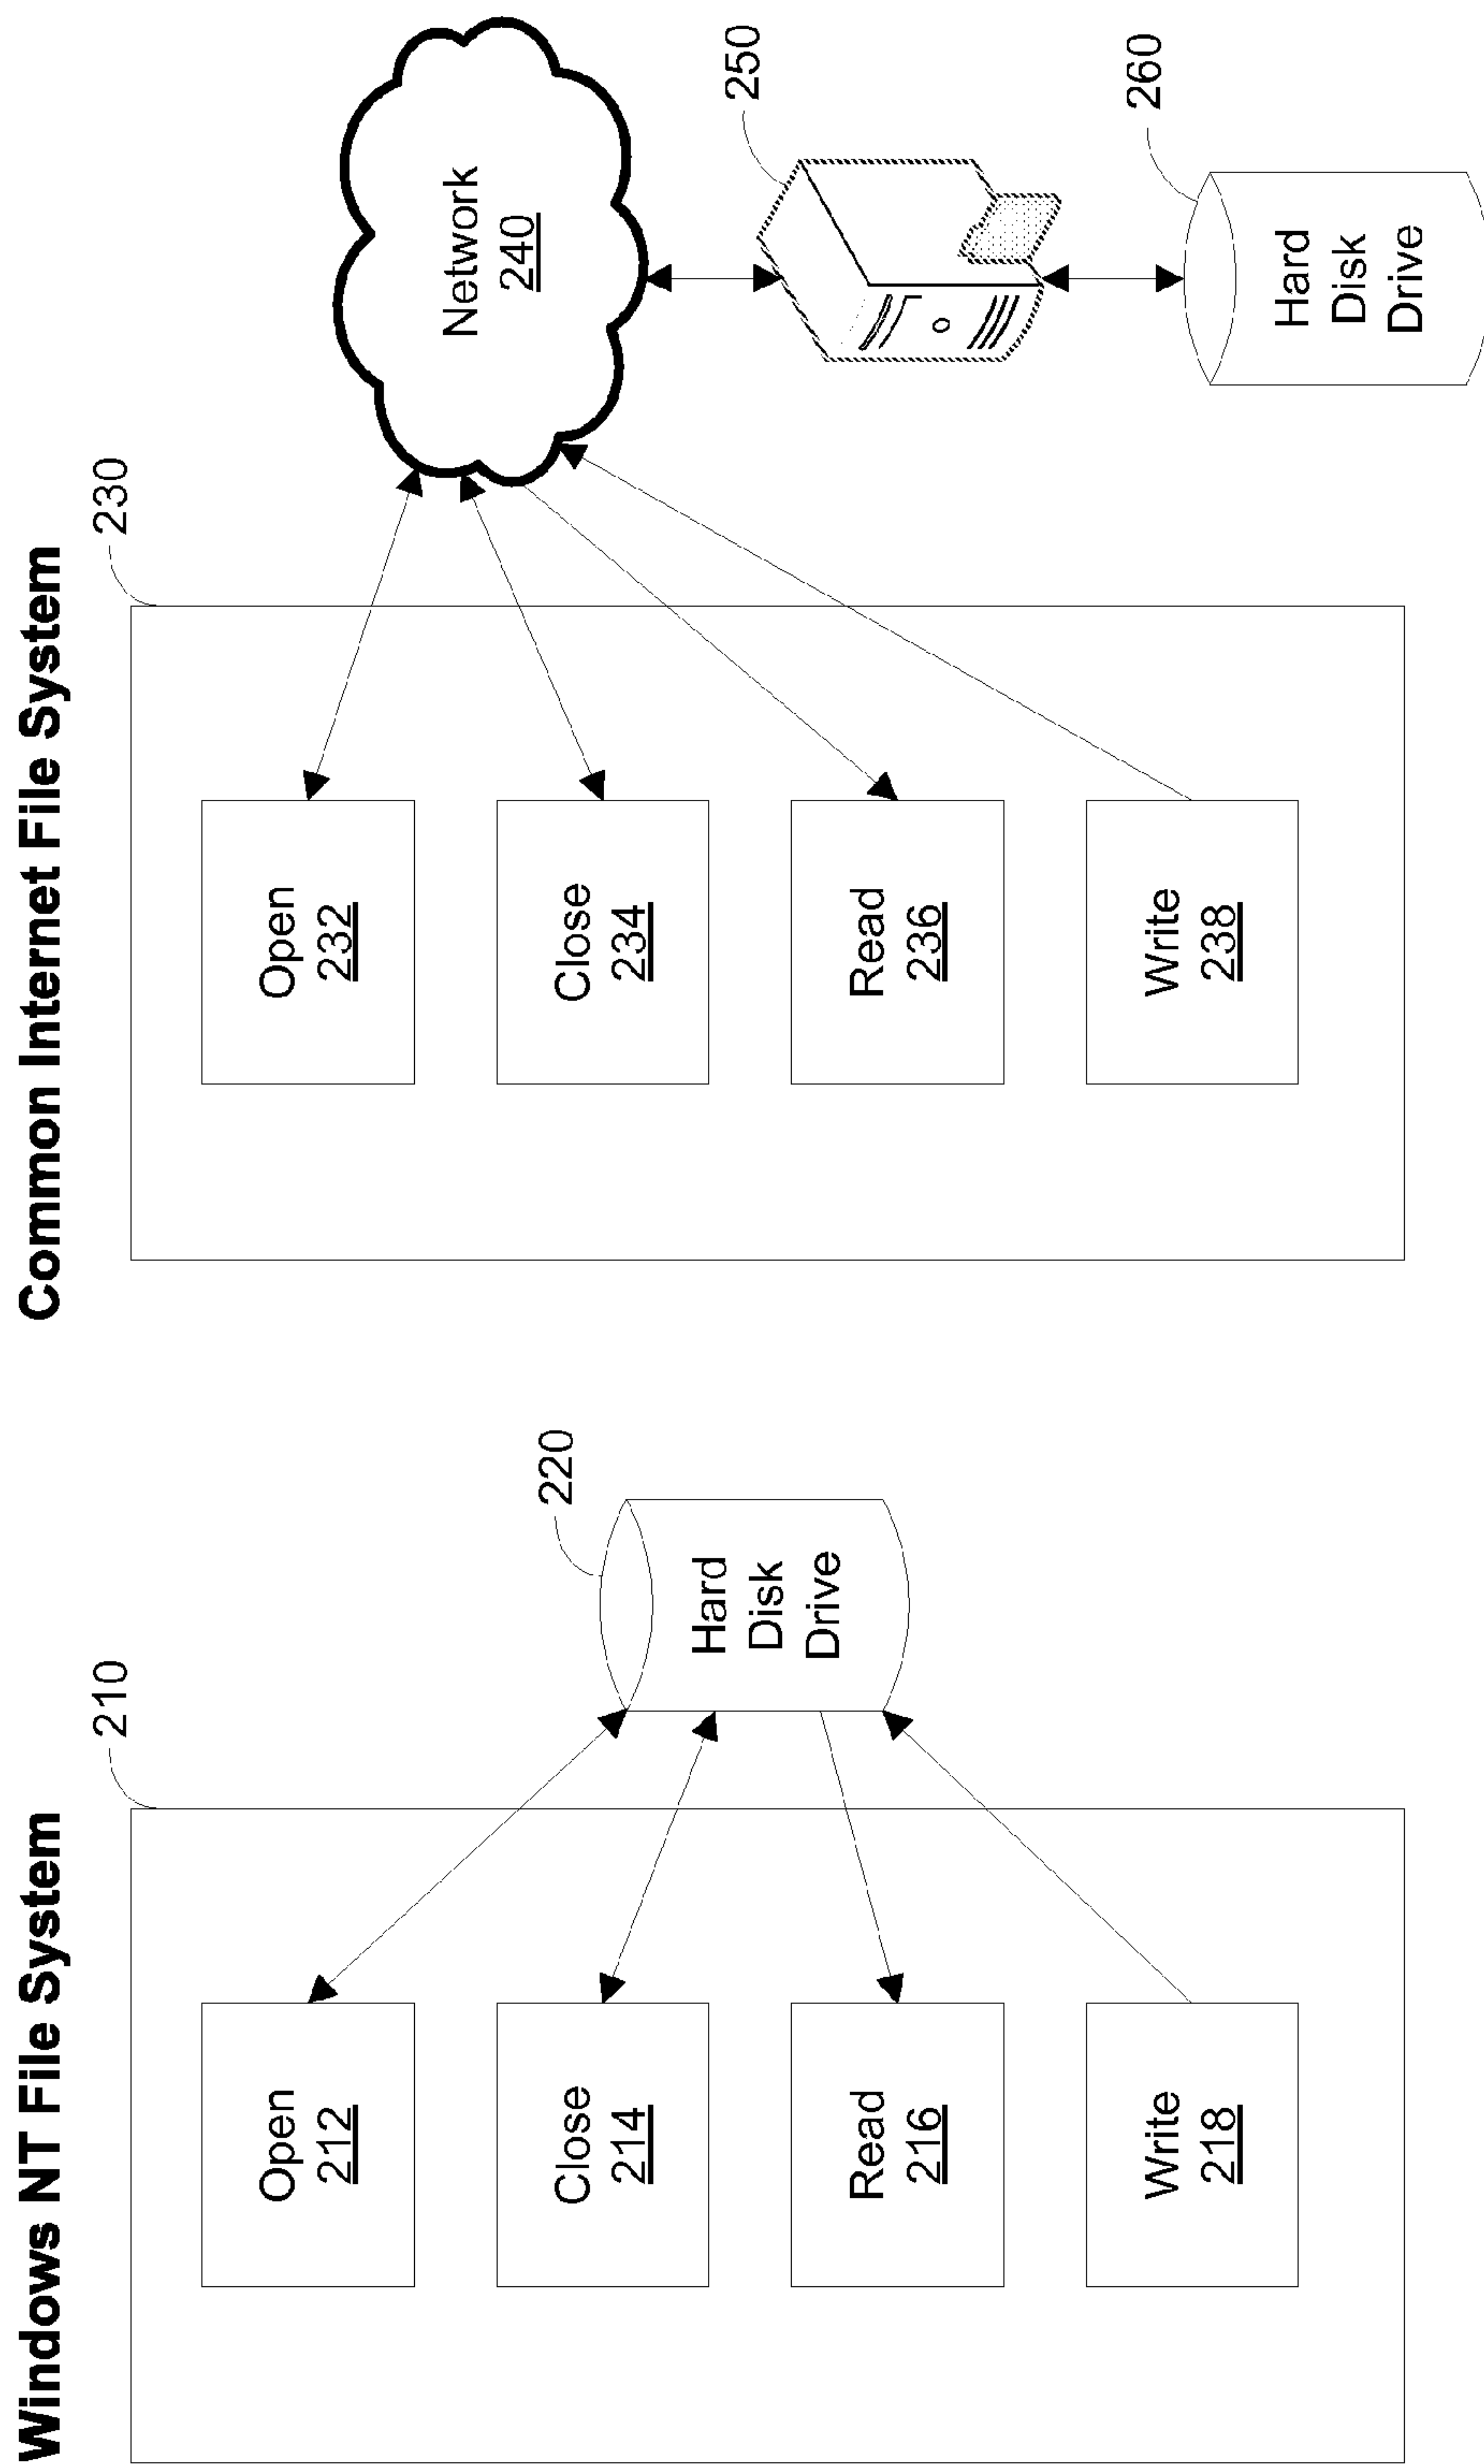 Windows NT File System
210
Open
212
Close
214
Read
216
Write
218
220
Hard
Disk
Drive
Common Internet File System
230
Open
232
Close
234
Read
236
Write
238
Network
240
250
260
Hard
Disk
Drive